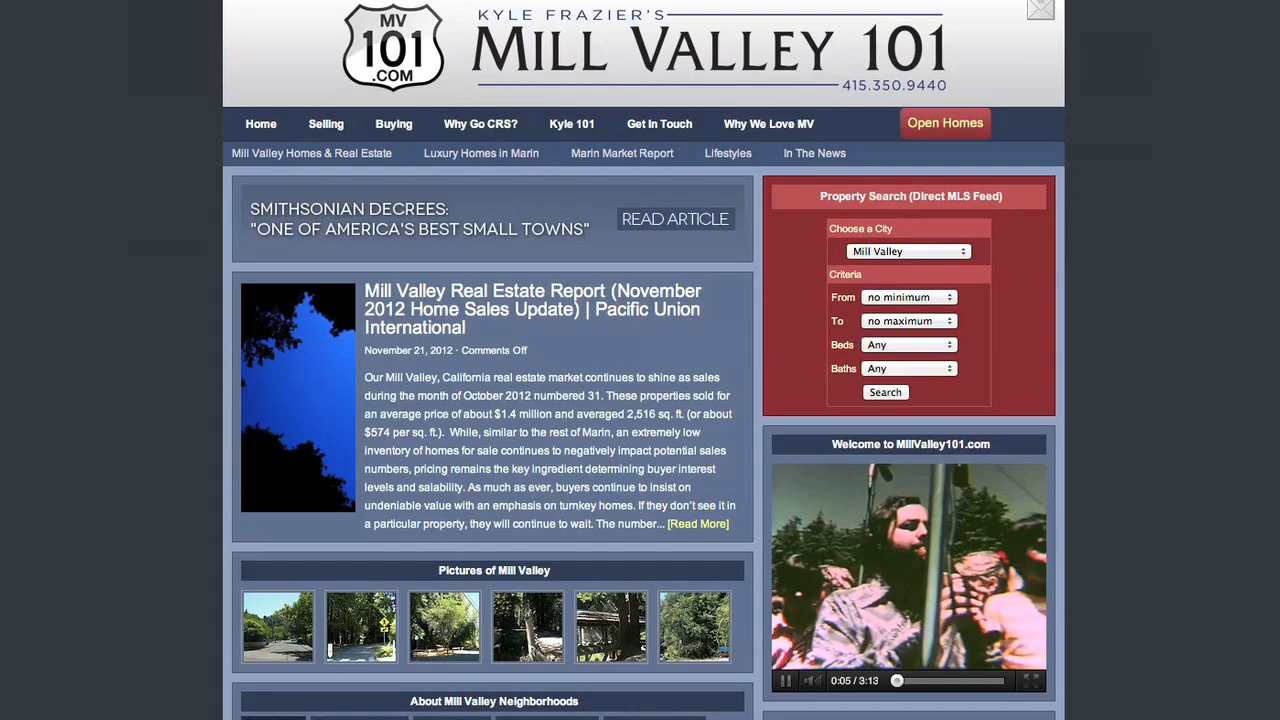 MV
101
.COM
KYLE FRAZIER'S
MILL VALLEY 101
415.350.9440
Home
Selling
Buying
Why Go CRS?
Kyle 101
Get In Touch
Why We Love MV
Open Homes
Mill Valley Homes & Real Estate
Luxury Homes in Marin
Marin Market Report
Lifestyles
In The News
SMITHSONIAN DECREES:
"ONE OF AMERICA'S BEST SMALL TOWNS"
READ ARTICLE
Mill Valley Real Estate Report (November
2012 Home Sales Update) | Pacific Union
International
November 21, 2012 · Comments Off
Our Mill Valley, California real estate market continues to shine as sales
during the month of October 2012 numbered 31. These properties sold for
an average price of about $1.4 million and averaged 2,516 sq. ft. (or about
$574 per sq. ft.). While, similar to the rest of Marin, an extremely low
inventory of homes for sale continues to negatively impact potential sales
numbers, pricing remains the key ingredient determining buyer interest
levels and salability. As much as ever, buyers continue to insist on
undeniable value with an emphasis on turnkey homes. If they don't see it in
a particular property, they will continue to wait. The number... [Read More]
Pictures of Mill Valley
About Mill Valley Neighborhoods
Property Search (Direct MLS Feed)
Choose a City
Mill Valley
Criteria
From no minimum
To no maximum
Beds Any
Baths Any
Search
Welcome to MillValley101.com
0:05 / 3:13